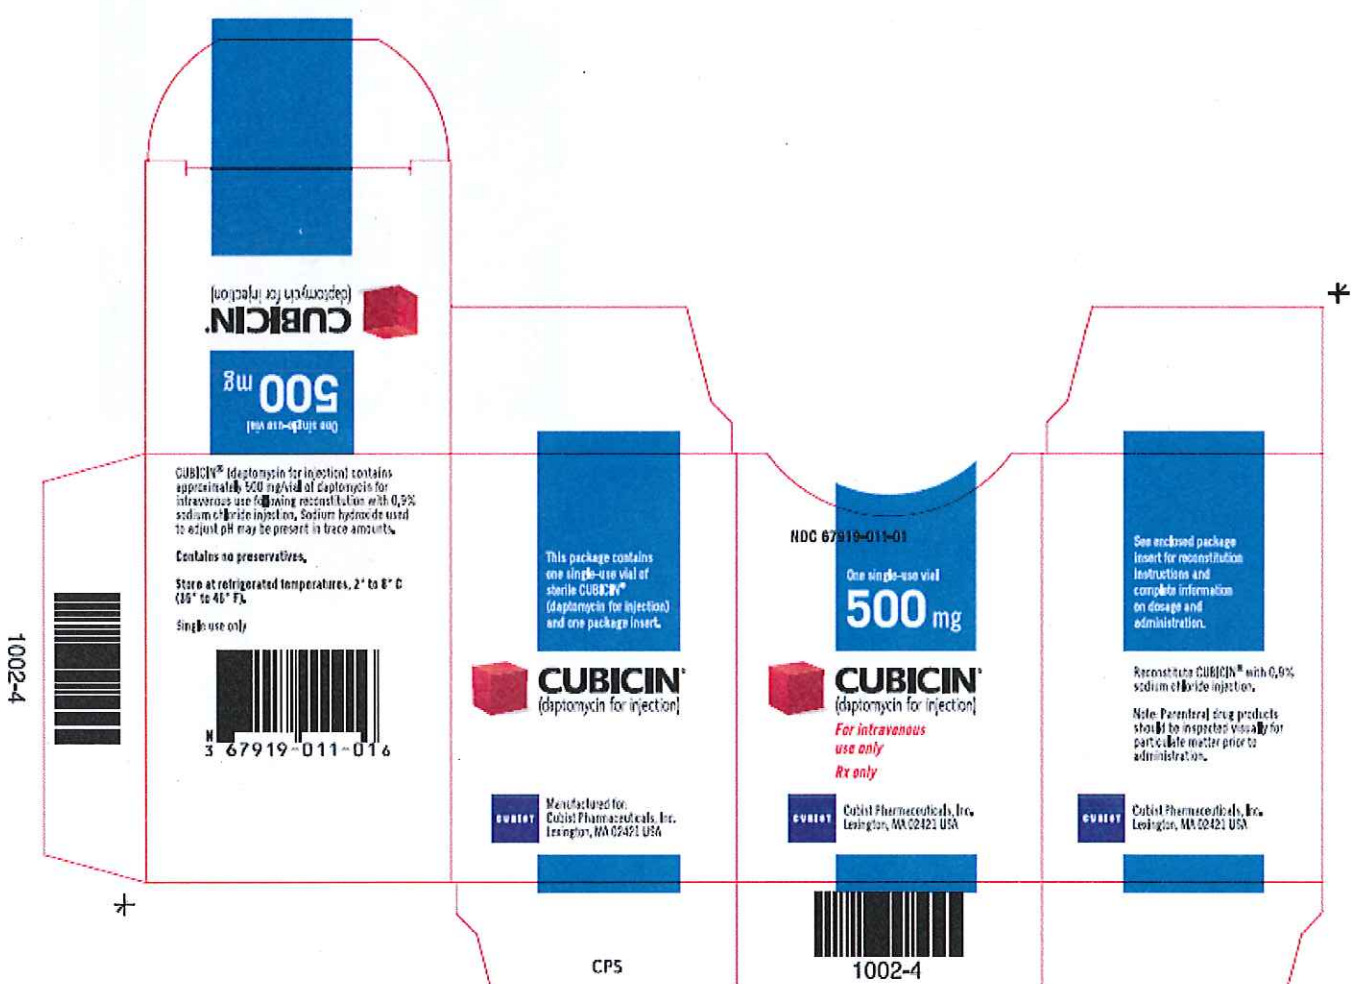 CUBICIN®
(daptomycin for injection)
500 mg
One single-use vial
CUBICIN® (daptomycin for injection) contains
approximately 500 mg/vial of daptomycin for
intravenous use following reconstitution with 0.9%
sodium chloride injection. Sodium hydroxide used
to adjust pH may be present in trace amounts.
Contains no preservatives.
Store at refrigerated temperatures, 2° to 8° C
(36° to 46° F).
Single use only
N
3 67919-011-01 6
1002-4
This package contains
one single-use vial of
sterile CUBICIN®
(daptomycin for injection)
and one package insert.
CUBICIN®
(daptomycin for injection)
CUBIST
Manufactured for:
Cubist Pharmaceuticals, Inc.
Lexington, MA 02421 USA
CPS
NDC 67919-011-01
One single-use vial
500 mg
CUBICIN®
(daptomycin for injection)
For intravenous
use only
Rx only
CUBIST
Cubist Pharmaceuticals, Inc.
Lexington, MA 02421 USA
1002-4
See enclosed package
insert for reconstitution
instructions and
complete information
on dosage and
administration.
Reconstitute CUBICIN® with 0.9%
sodium chloride injection.
Note: Parenteral drug products
should be inspected visually for
particulate matter prior to
administration.
CUBIST
Cubist Pharmaceuticals, Inc.
Lexington, MA 02421 USA